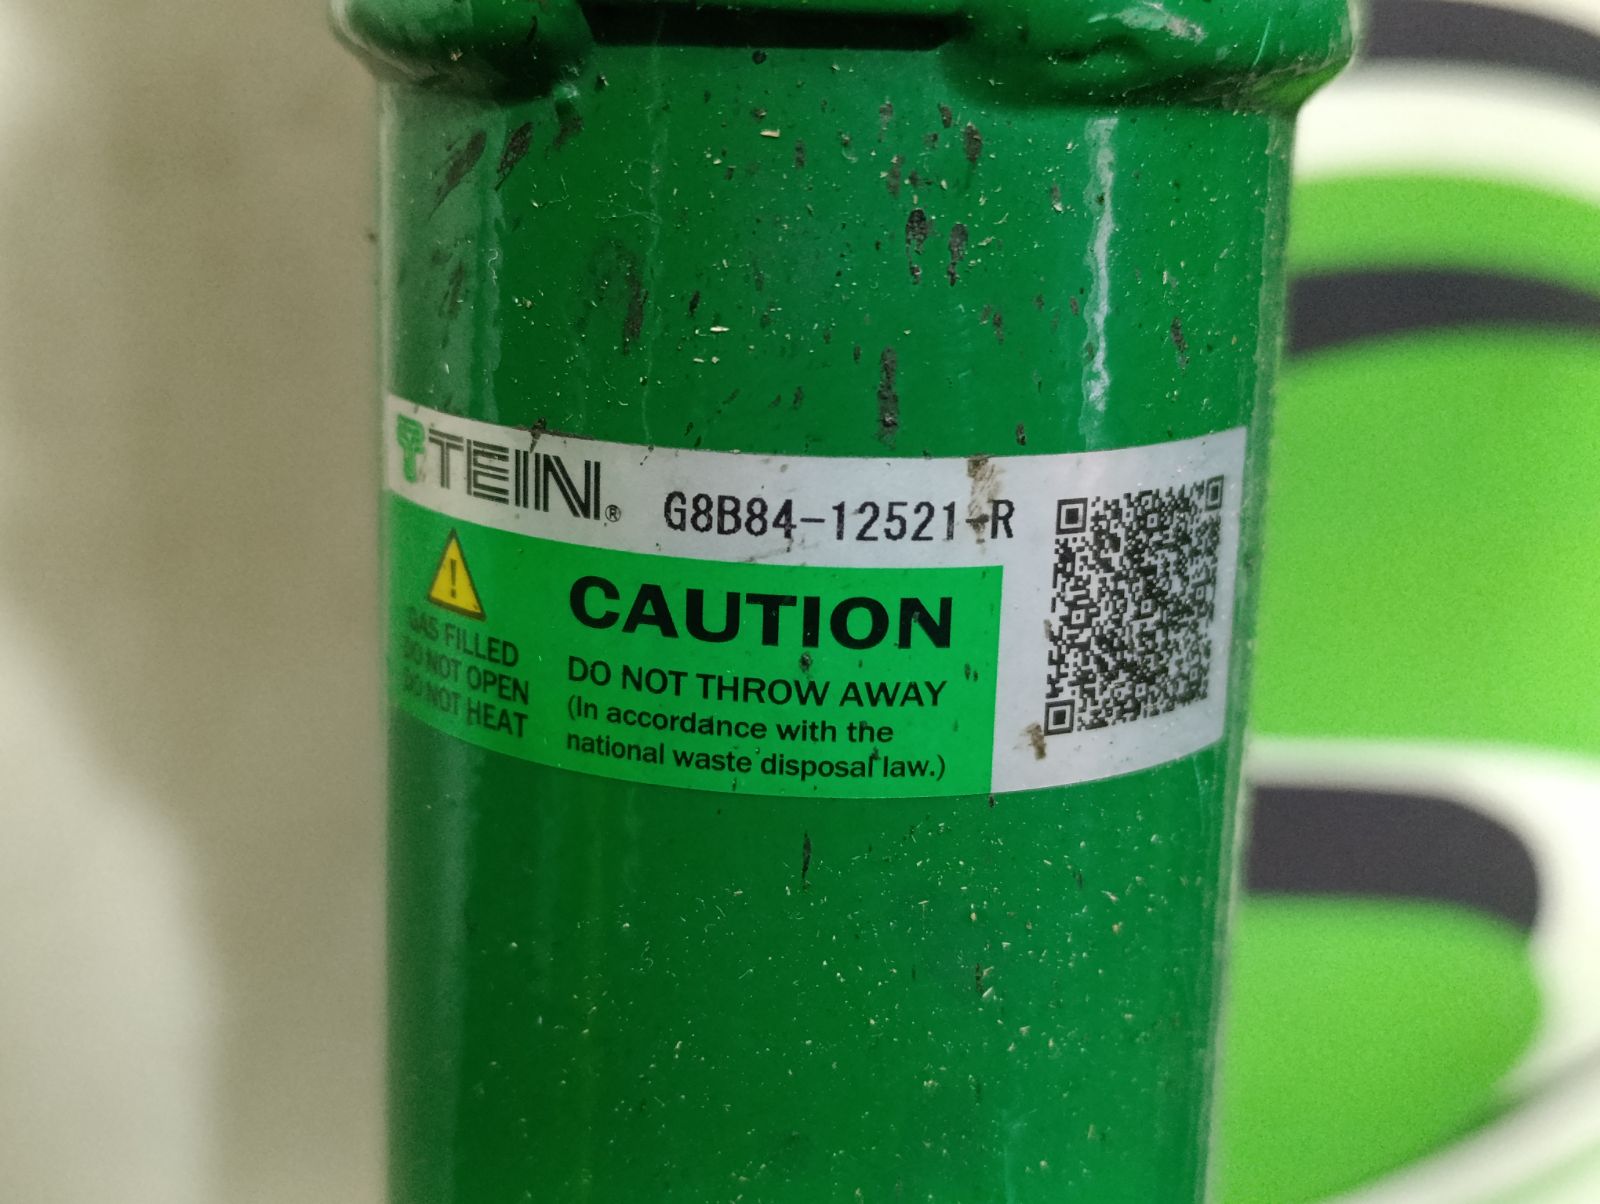 TEIN® G8B84-12521-R
GAS FILLED
DO NOT OPEN
DO NOT HEAT
CAUTION
DO NOT THROW AWAY
(In accordance with the
national waste disposal law.)